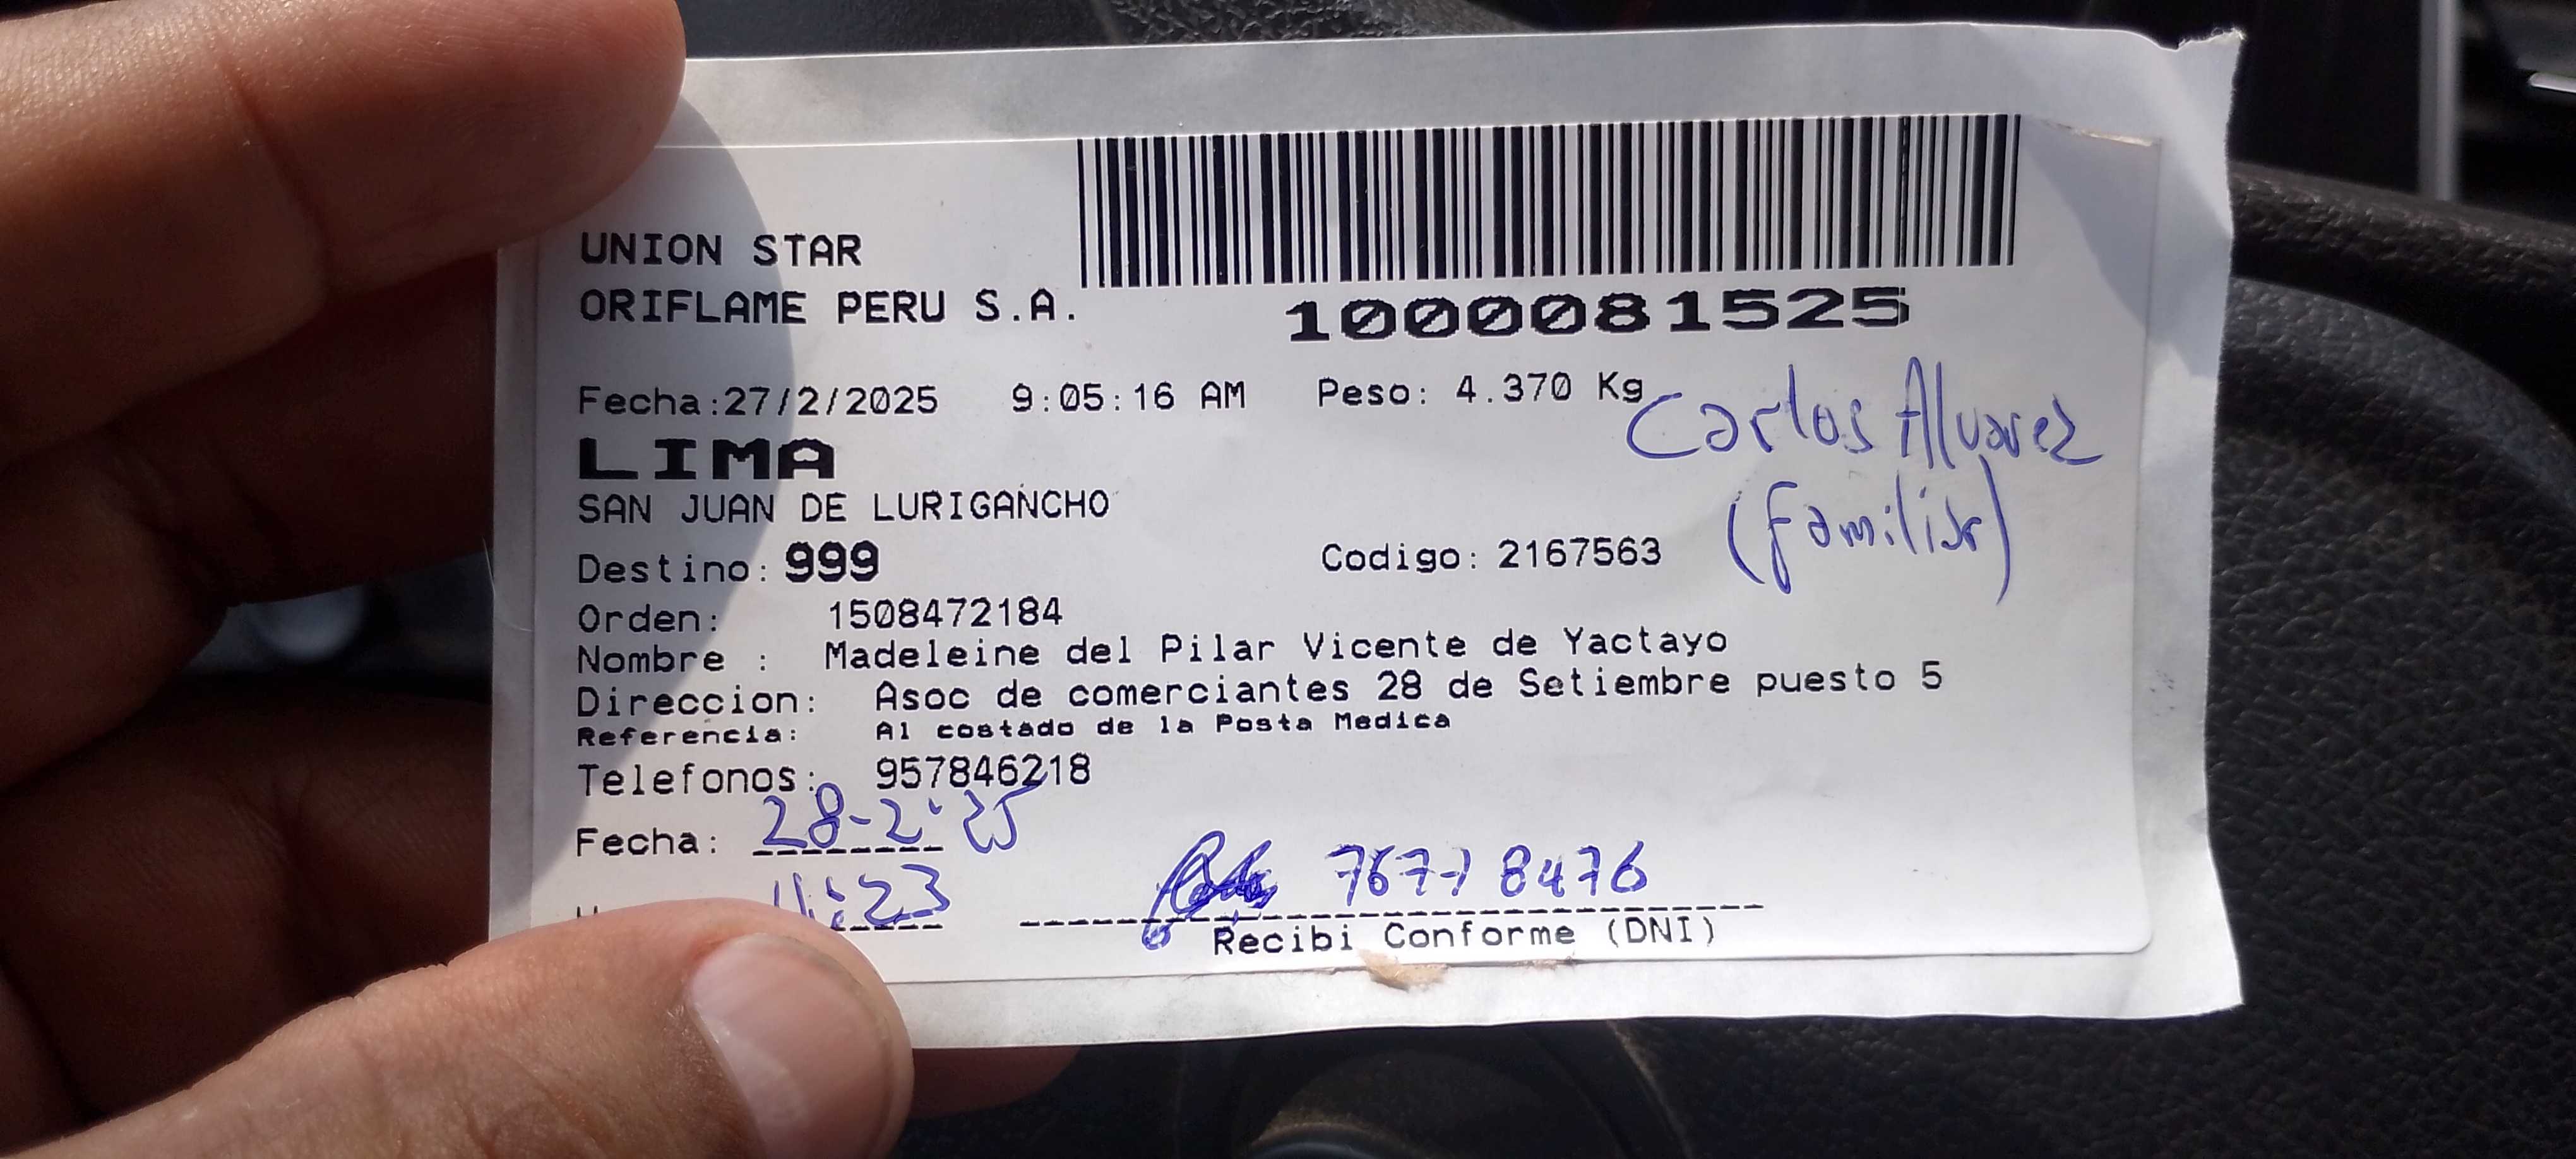 UNION STAR
ORIFLAME PERU S.A.
1000081525
Fecha:27/2/2025 9:05:16 AM Peso: 4.370 Kg
Carlos Alvarez
LIMA
SAN JUAN DE LURIGANCHO
(familiar)
Destino: 999 Codigo: 2167563
Orden: 1508472184
Nombre : Madeleine del Pilar Vicente de Yactayo
Direccion: Asoc de comerciantes 28 de Setiembre puesto 5
Referencia: Al costado de la Posta Medica
Telefonos: 957846218
Fecha: 28-2-25
11:23 76778476
Recibi Conforme (DNI)